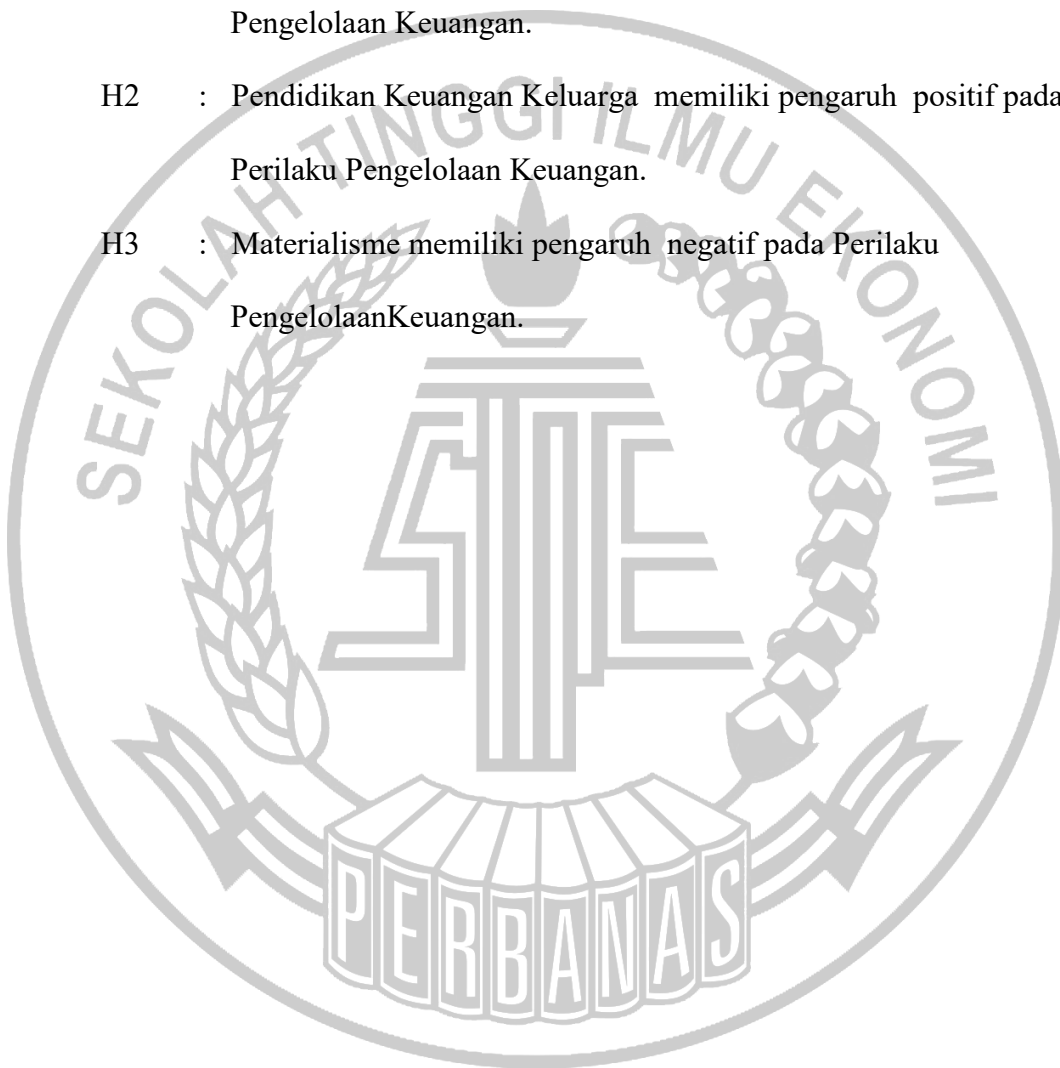 Pengelolaan Keuangan.
H2 : Pendidikan Keuangan Keluarga memiliki pengaruh positif pada
Perilaku Pengelolaan Keuangan.
H3 : Materialisme memiliki pengaruh negatif pada Perilaku
PengelolaanKeuangan.
SEKOLAH TINGGI ILMU EKONOMI
STIE
PERBANAS